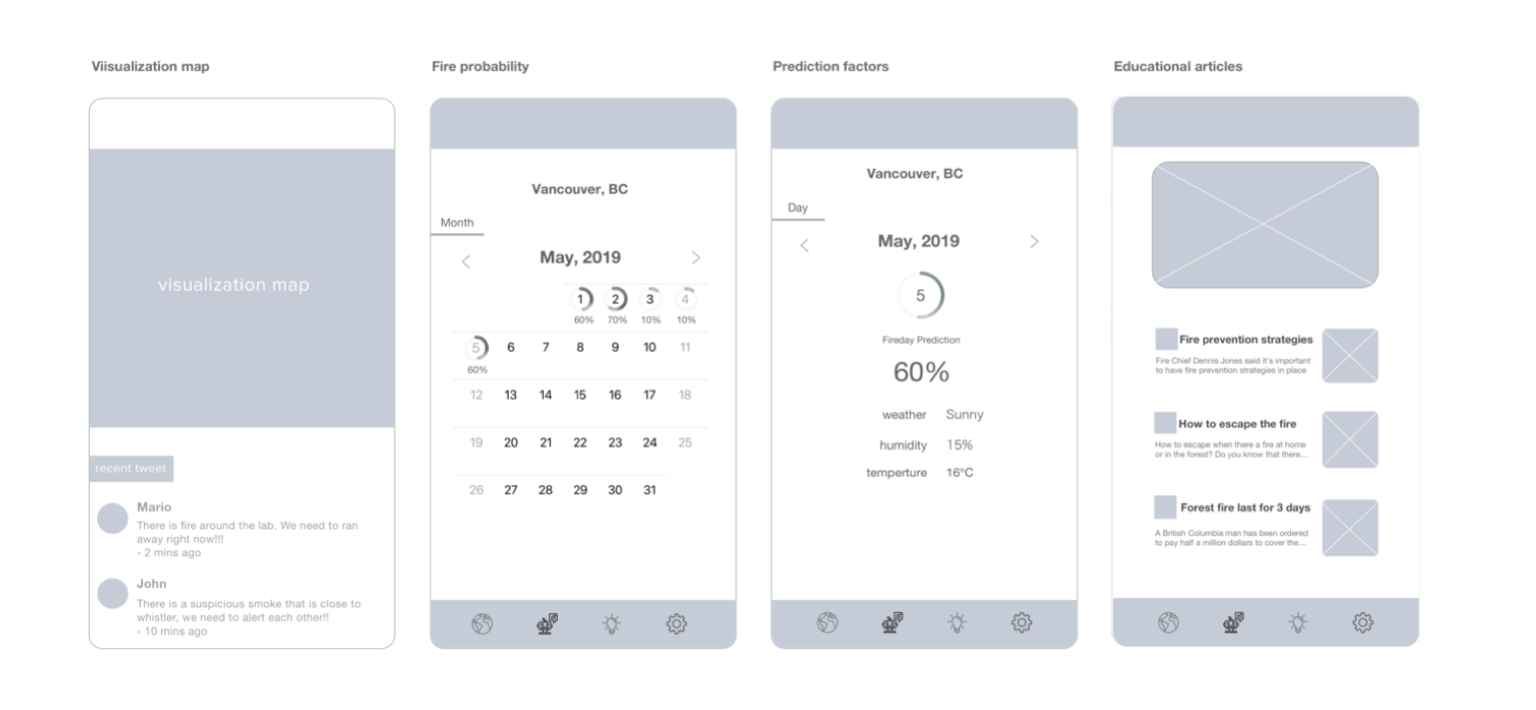 Viisualization map
visualization map
recent tweet
Mario
There is fire around the lab. We need to ran
away right now!!!
- 2 mins ago
John
There is a suspicious smoke that is close to
whistler, we need to alert each other!!
- 10 mins ago
Fire probability
Vancouver, BC
Month
May, 2019
1 2 3 4
60% 70% 10% 10%
5 6 7 8 9 10 11
60%
12 13 14 15 16 17 18
19 20 21 22 23 24 25
26 27 28 29 30 31
Prediction factors
Vancouver, BC
Day
May, 2019
5
Fireday Prediction
60%
weather Sunny
humidity 15%
temperture 16°C
Educational articles
Fire prevention strategies
Fire Chief Dennis Jones said it's important
to have fire prevention strategies in place
How to escape the fire
How to escape when there a fire at home
or in the forest? Do you know that there...
Forest fire last for 3 days
A British Columbia man has been ordered
to pay half a million dollars to cover the...